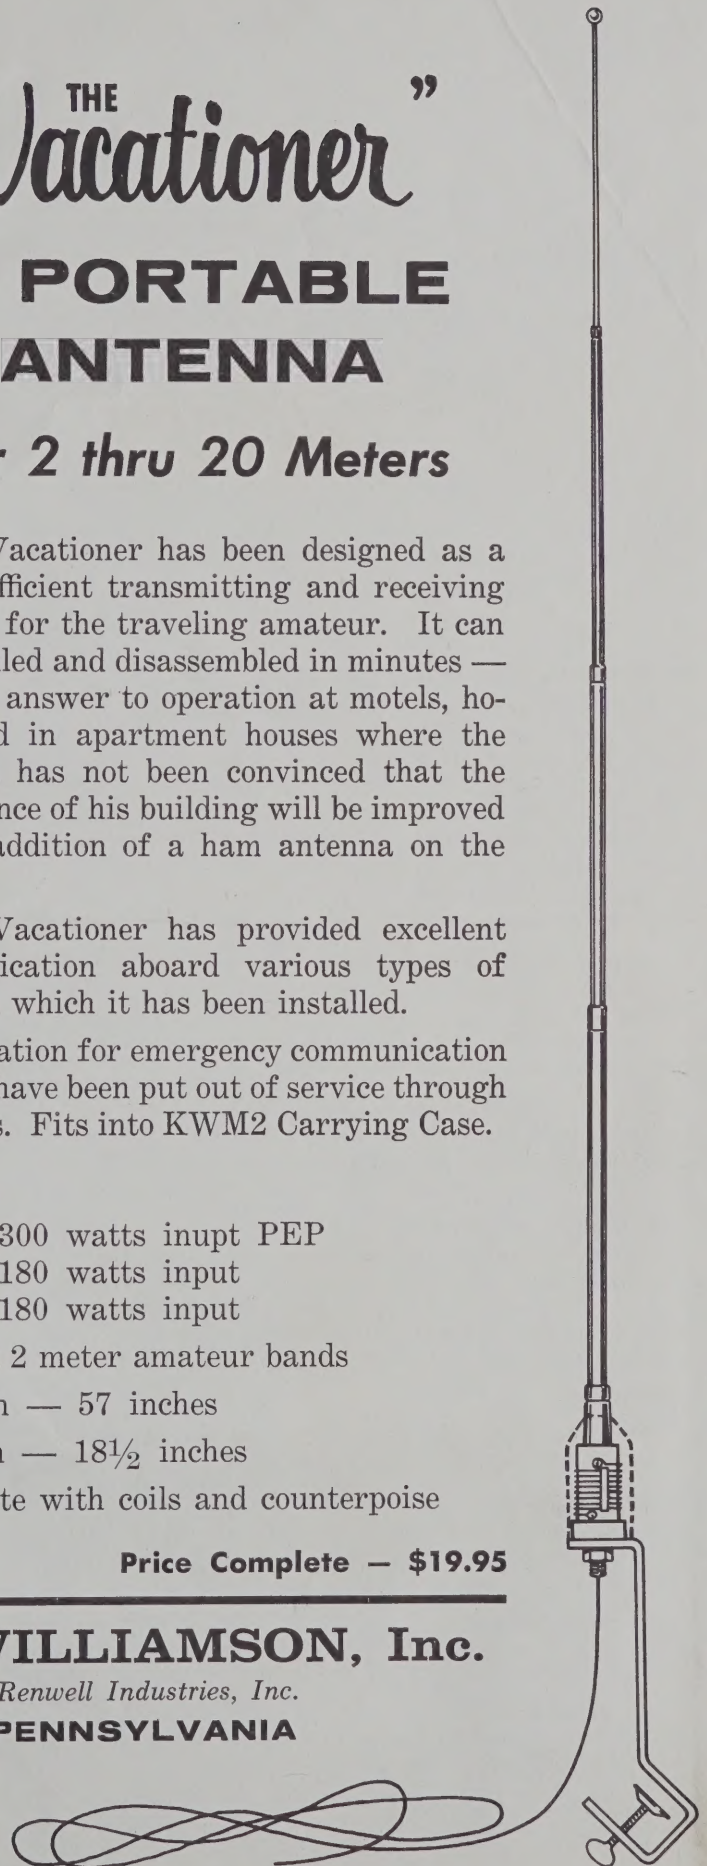 THE
Vacationer”
PORTABLE
ANTENNA
2 thru 20 Meters
Vacationer has been designed as a
fficient transmitting and receiving
for the traveling amateur. It can
led and disassembled in minutes —
answer to operation at motels, ho-
d in apartment houses where the
has not been convinced that the
nce of his building will be improved
addition of a ham antenna on the
Vacationer has provided excellent
ication aboard various types of
which it has been installed.
ation for emergency communication
have been put out of service through
s. Fits into KWM2 Carrying Case.
300 watts inupt PEP
180 watts input
180 watts input
2 meter amateur bands
n — 57 inches
n — 18½ inches
te with coils and counterpoise
Price Complete — $19.95
WILLIAMSON, Inc.
Renwell Industries, Inc.
PENNSYLVANIA